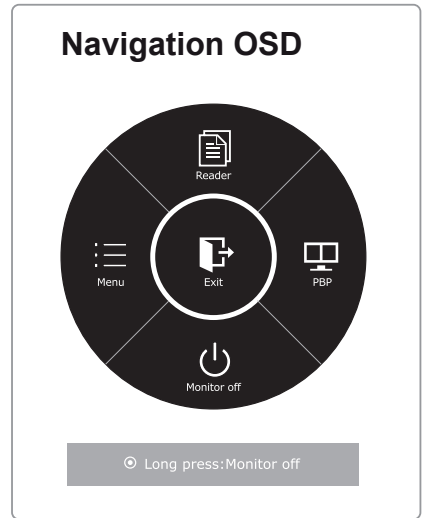 Navigation OSD
Reader
Menu
Exit
PBP
Monitor off
Long press:Monitor off